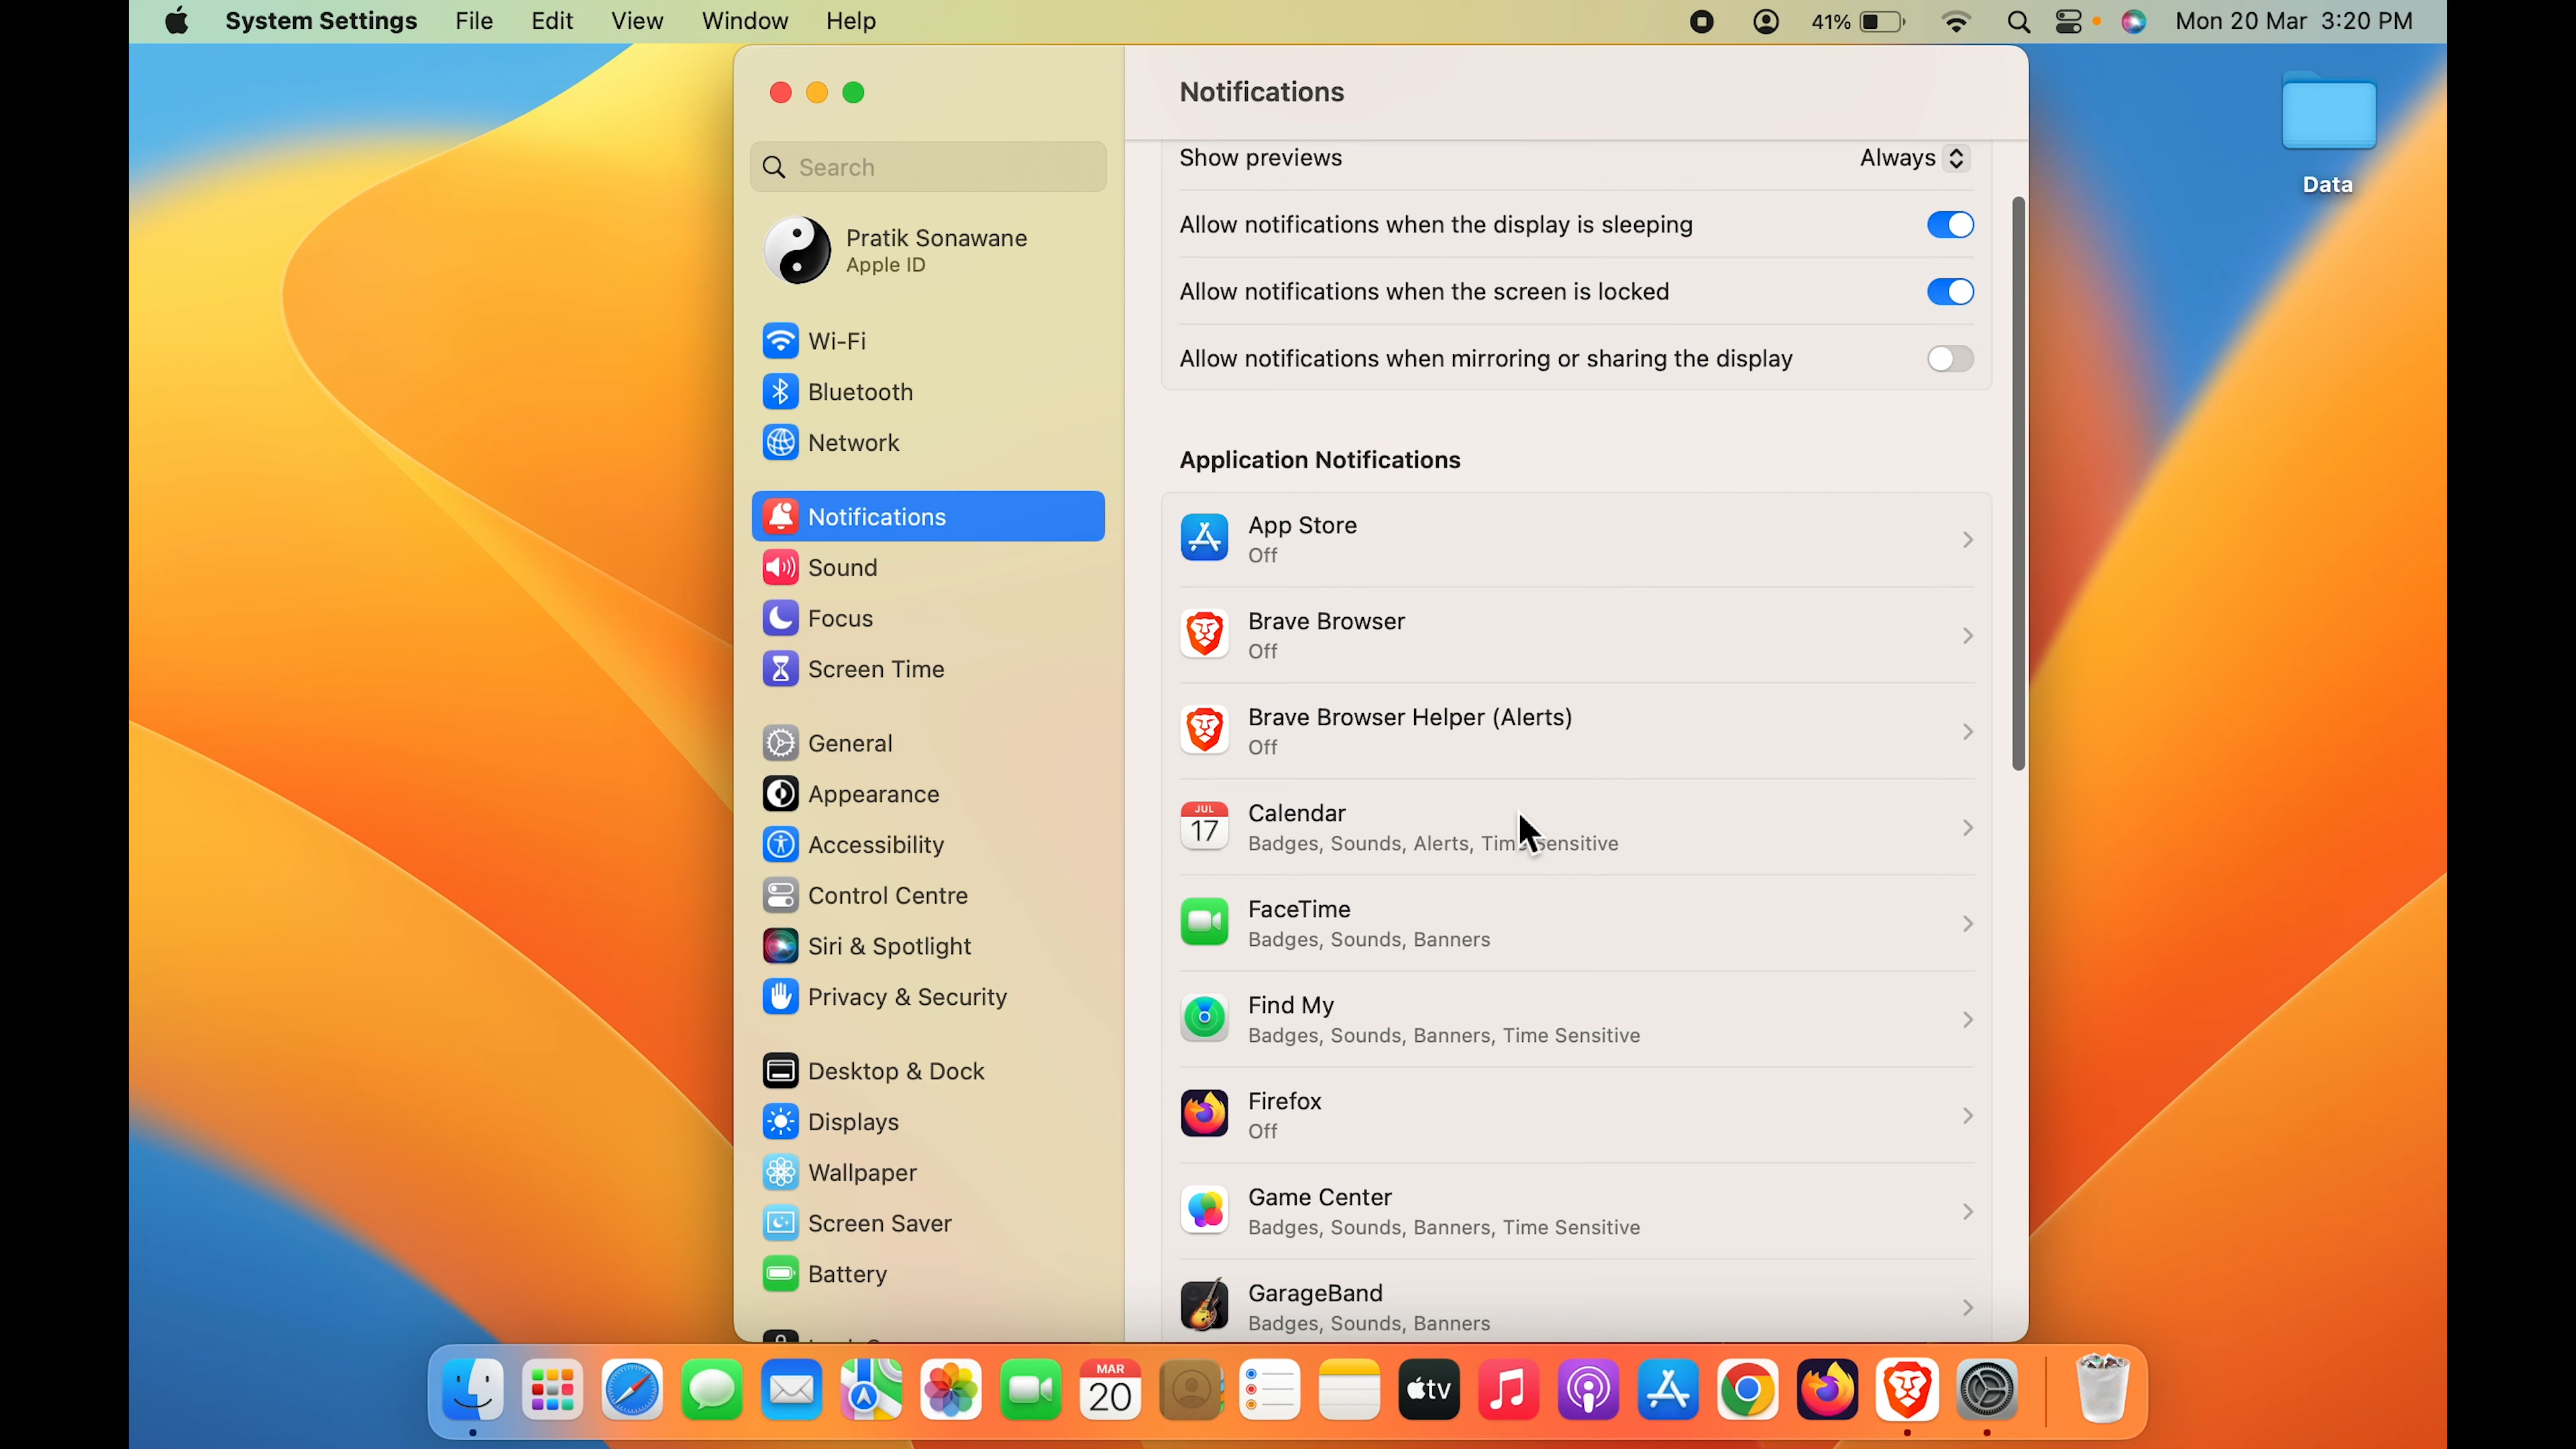 System Settings File Edit View Window Help 41% Mon 20 Mar 3:20 PM
Data
Search
Pratik Sonawane
Apple ID
Wi-Fi
Bluetooth
Network
Notifications
Sound
Focus
Screen Time
General
Appearance
Accessibility
Control Centre
Siri & Spotlight
Privacy & Security
Desktop & Dock
Displays
Wallpaper
Screen Saver
Battery
Notifications
Show previews Always
Allow notifications when the display is sleeping
Allow notifications when the screen is locked
Allow notifications when mirroring or sharing the display
Application Notifications
App Store
Off
Brave Browser
Off
Brave Browser Helper (Alerts)
Off
JUL
17
Calendar
Badges, Sounds, Alerts, Time Sensitive
FaceTime
Badges, Sounds, Banners
Find My
Badges, Sounds, Banners, Time Sensitive
Firefox
Off
Game Center
Badges, Sounds, Banners, Time Sensitive
GarageBand
Badges, Sounds, Banners
MAR
20
tv